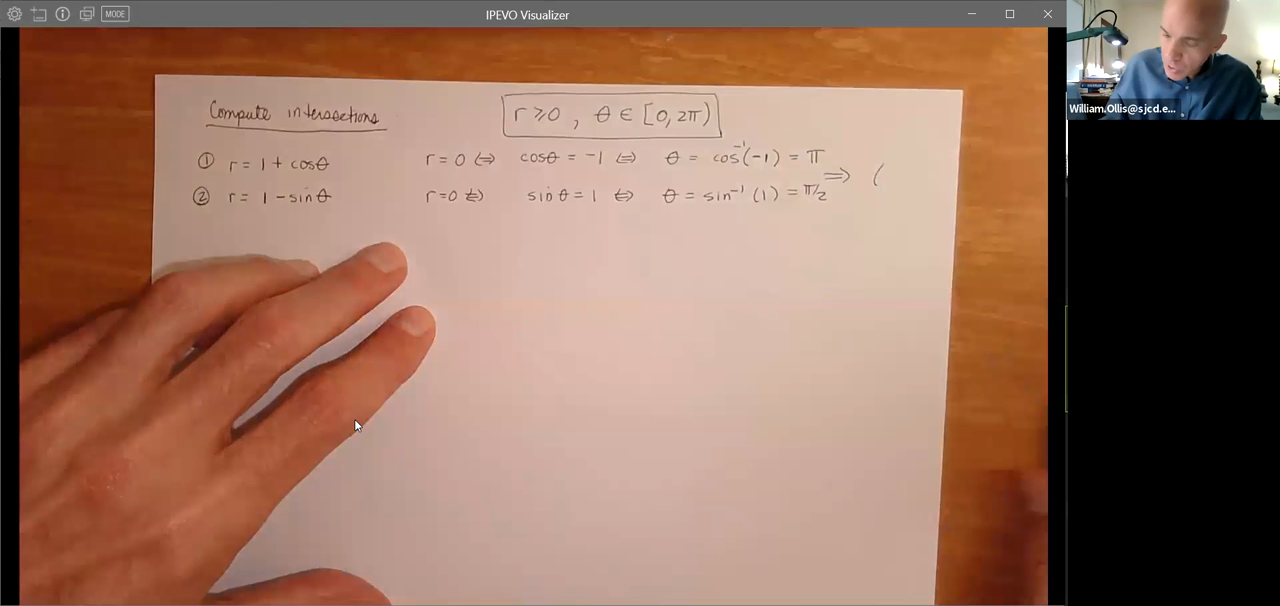 MODE
IPEVO Visualizer
William.Ollis@sjcd.e...
Compute intersections
r ≥ 0 , θ ∈ [0, 2π)
① r = 1 + cosθ
r = 0 ⇔ cosθ = -1 ⇔ θ = cos⁻¹(-1) = π
② r = 1 - sinθ
r = 0 ⇔ sinθ = 1 ⇔ θ = sin⁻¹(1) = π/2
⇒ (